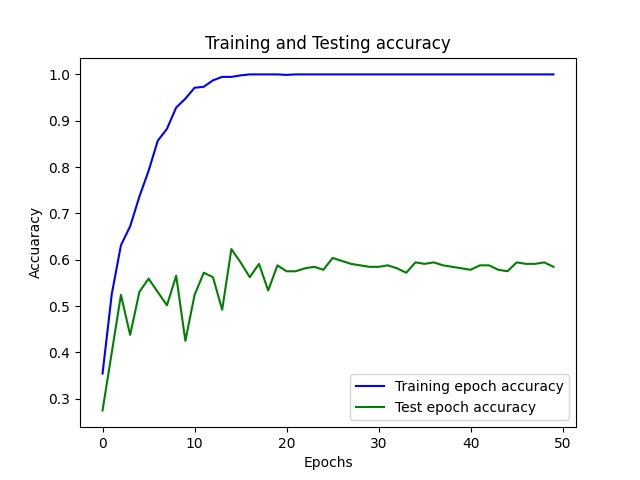 Training and Testing accuracy
1.0
0.9
0.8
0.7
0.6
0.5
0.4
0.3
Accuaracy
Training epoch accuracy
Test epoch accuracy
0 10 20 30 40 50
Epochs